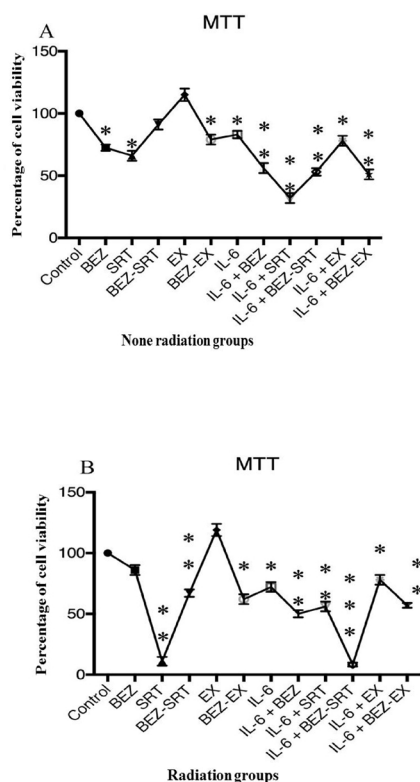 A
MTT
Percentage of cell viability
150
100
50
0
*
*
*
*
* *
* *
* *
*
* *
Control
BEZ
SRT
BEZ-SRT
EX
BEZ-EX
IL-6
IL-6 + BEZ
IL-6 + SRT
IL-6 + BEZ-SRT
IL-6 + EX
IL-6 + BEZ-EX
None radiation groups
B
MTT
Percentage of cell viability
150
100
50
0
* *
* *
*
*
* *
* *
* * *
*
* *
Control
BEZ
SRT
BEZ-SRT
EX
BEZ-EX
IL-6
IL-6 + BEZ
IL-6 + SRT
IL-6 + BEZ-SRT
IL-6 + EX
IL-6 + BEZ-EX
Radiation groups